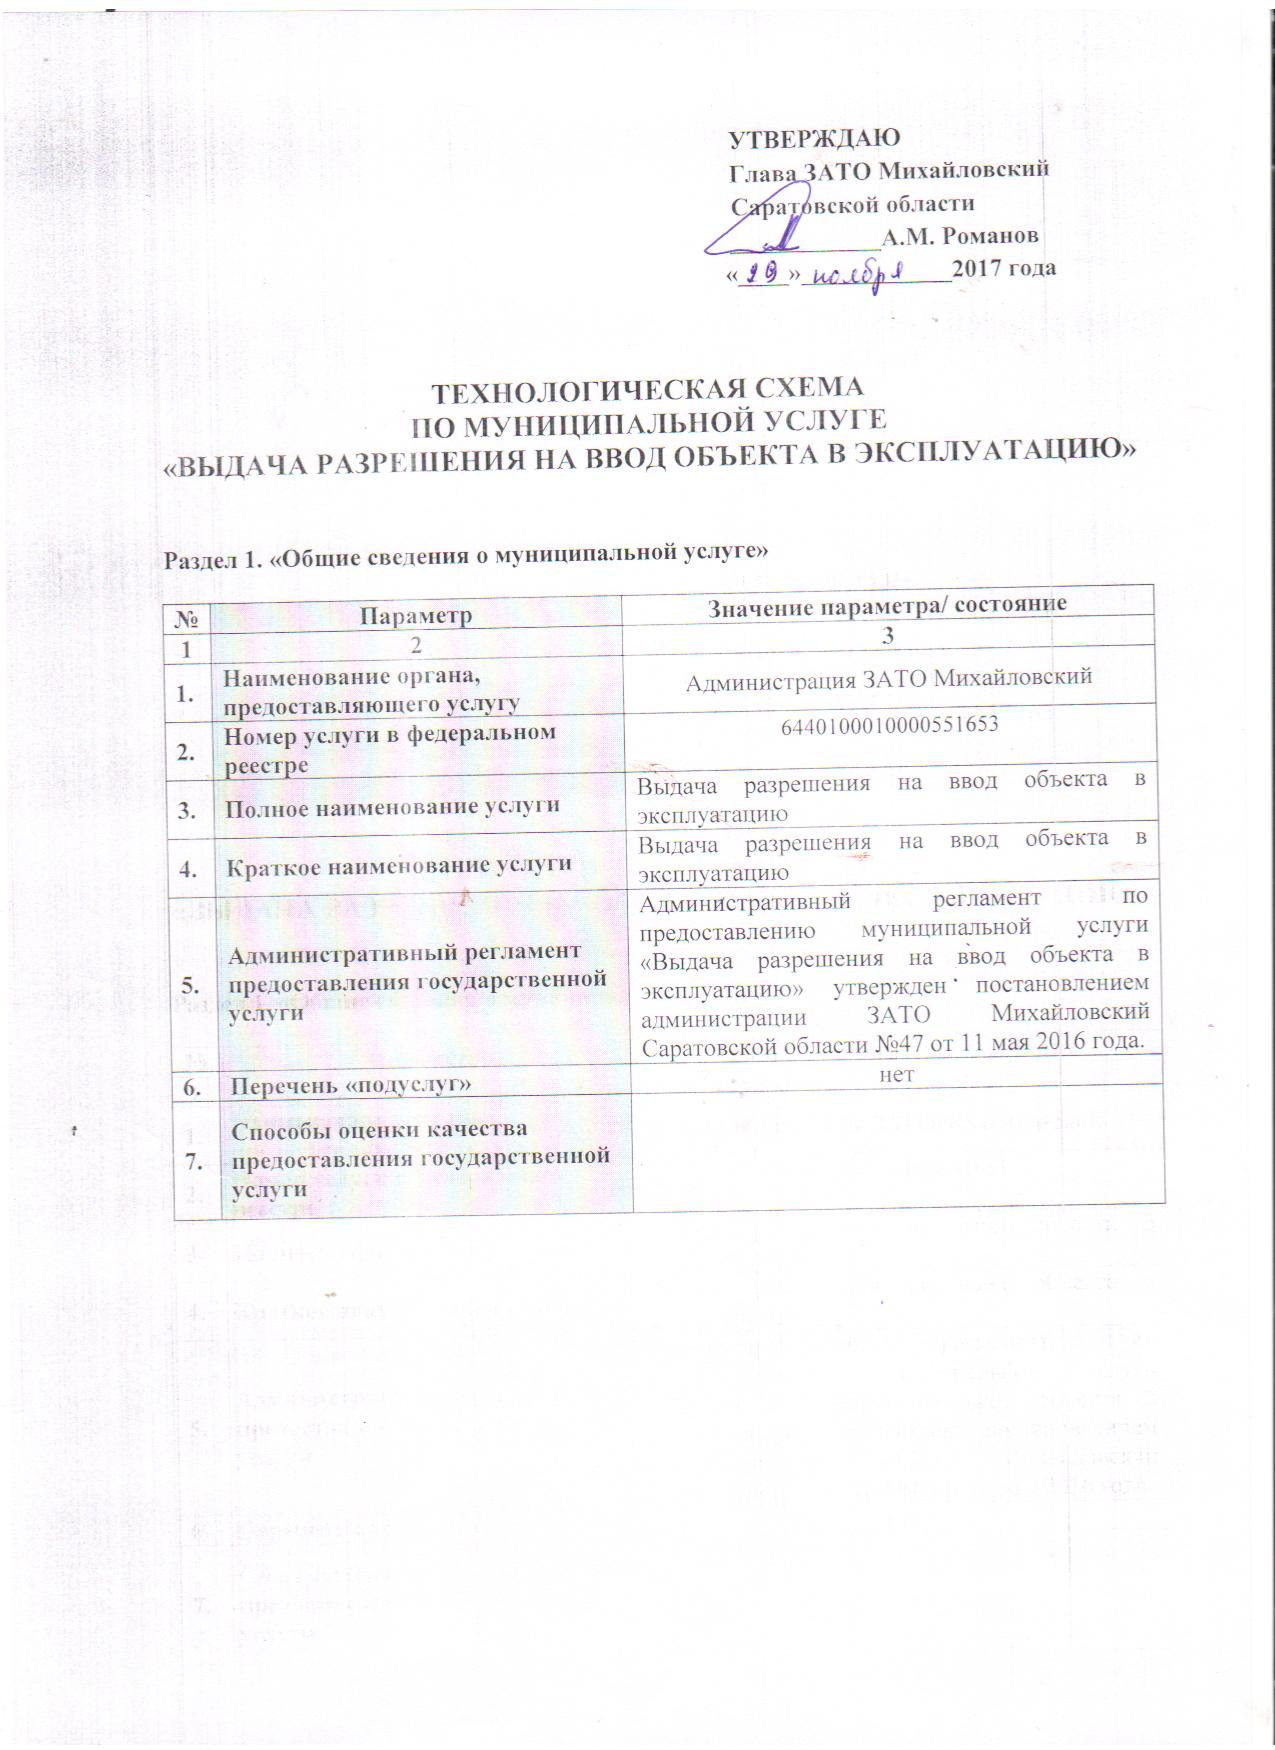 УТВЕРЖДАЮ
Глава ЗАТО Михайловский
Саратовской области
____________А.М. Романов
«29» ноября 2017 года
ТЕХНОЛОГИЧЕСКАЯ СХЕМА
ПО МУНИЦИПАЛЬНОЙ УСЛУГЕ
«ВЫДАЧА РАЗРЕШЕНИЯ НА ВВОД ОБЪЕКТА В ЭКСПЛУАТАЦИЮ»
Раздел 1. «Общие сведения о муниципальной услуге»
№ Параметр Значение параметра/ состояние
1 2 3
1. Наименование органа,
предоставляющего услугу
Администрация ЗАТО Михайловский
2. Номер услуги в федеральном
реестре
6440100010000551653
3. Полное наименование услуги
Выдача разрешения на ввод объекта в
эксплуатацию
4. Краткое наименование услуги
Выдача разрешения на ввод объекта в
эксплуатацию
5. Административный регламент
предоставления государственной
услуги
Административный регламент по
предоставлению муниципальной услуги
«Выдача разрешения на ввод объекта в
эксплуатацию» утвержден постановлением
администрации ЗАТО Михайловский
Саратовской области №47 от 11 мая 2016 года.
6. Перечень «подуслуг» нет
7. Способы оценки качества
предоставления государственной
услуги